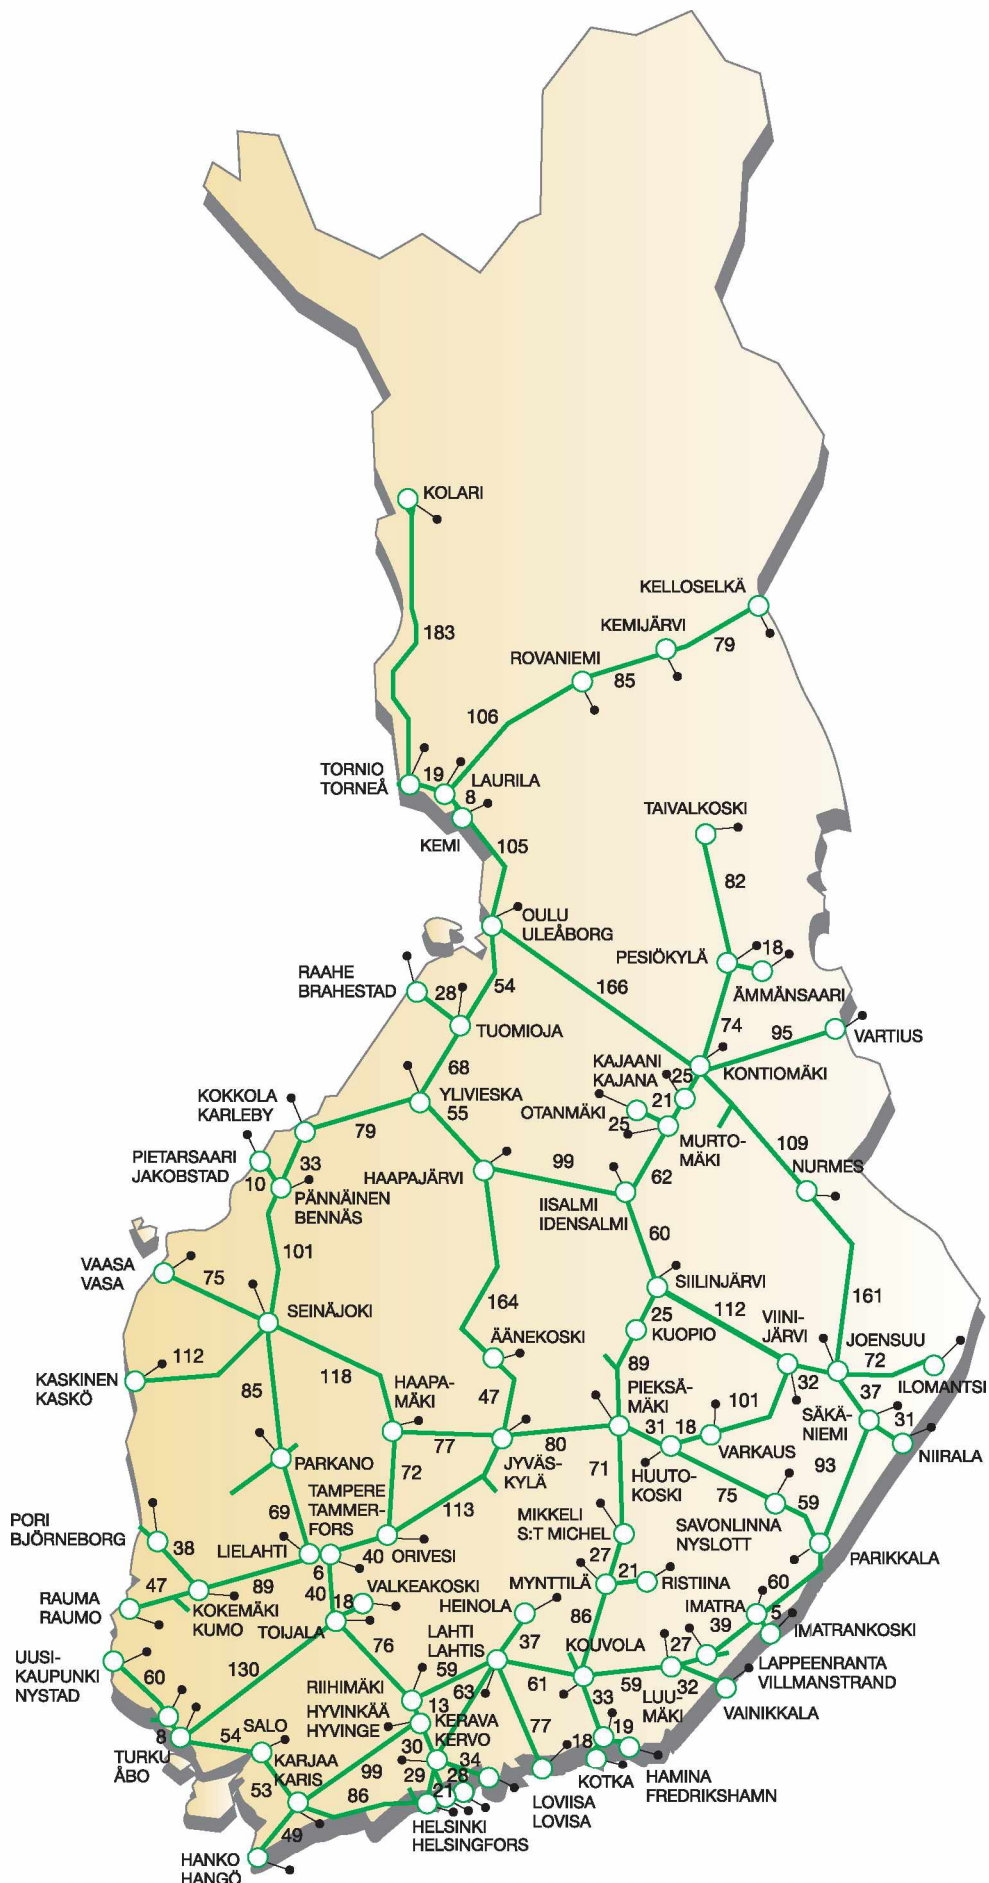 KOLARI
KELLOSELKÄ
KEMIJÄRVI
79
183
ROVANIEMI
85
106
TORNIO
TORNEÅ
19
LAURILA
8
TAIVALKOSKI
KEMI
105
82
OULU
ULEÅBORG
18
PESIÖKYLÄ
RAAHE
BRAHESTAD
28
54
166
ÄMMÄNSAARI
TUOMIOJA
74
95
VARTIUS
68
KAJAANI
KAJANA
25
KONTIOMÄKI
KOKKOLA
KARLEBY
YLIVIESKA
55
OTANMÄKI
21
25
79
MURTO-
MÄKI
109
PIETARSAARI
JAKOBSTAD
33
HAAPAJÄRVI
99
NURMES
10
PÄNNÄINEN
BENNÄS
IISALMI
IDENSALMI
62
101
60
VAASA
VASA
75
SIILINJÄRVI
161
SEINÄJOKI
164
25
KUOPIO
112
VIINI-
JÄRVI
ÄÄNEKOSKI
JOENSUU
112
KASKINEN
KASKÖ
118
89
72
ILOMANTSI
85
HAAPA-
MÄKI
47
PIEKSÄ-
MÄKI
32
37
101
SÄKÄ-
NIEMI
31
77
80
31
18
VARKAUS
NIIRALA
PARKANO
JYVÄS-
KYLÄ
HUUTO-
KOSKI
93
72
71
TAMPERE
TAMMER-
FORS
75
59
69
113
MIKKELI
S:T MICHEL
SAVONLINNA
NYSLOTT
PORI
BJÖRNEBORG
38
LIELAHTI
40
ORIVESI
PARIKKALA
6
27
21
47
89
40
18
VALKEAKOSKI
MYNTTILÄ
RISTIINA
60
RAUMA
RAUMO
KOKEMÄKI
KUMO
TOIJALA
HEINOLA
86
IMATRA
5
39
IMATRANKOSKI
UUSI-
KAUPUNKI
NYSTAD
76
LAHTI
LAHTIS
37
KOUVOLA
27
LAPPEENRANTA
VILLMANSTRAND
60
130
RIIHIMÄKI
59
63
61
59
32
LUU-
MÄKI
VAINIKKALA
HYVINKÄÄ
HYVINGE
13
KERAVA
KERVO
33
8
54
SALO
77
19
TURKU
ÅBO
KARJAA
KARIS
99
30
34
18
KOTKA
HAMINA
FREDRIKSHAMN
53
86
29
28
21
49
HELSINKI
HELSINGFORS
LOVIISA
LOVISA
HANKO
HANGÖ